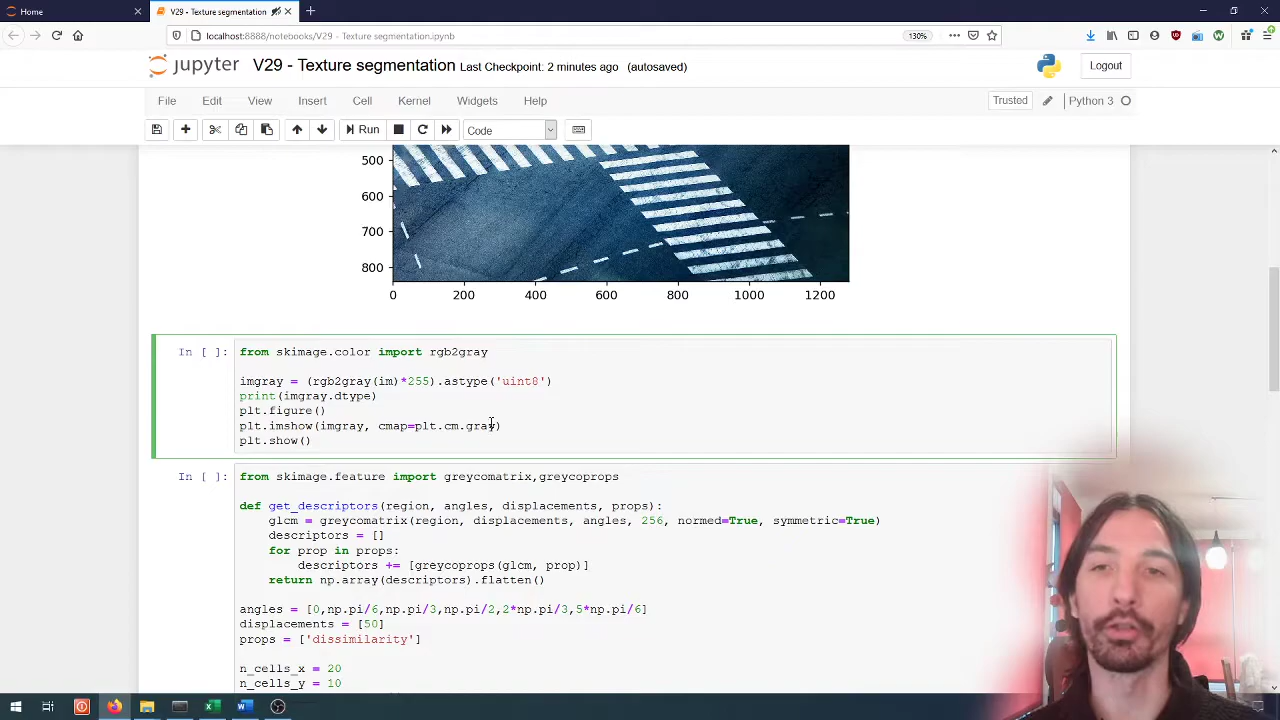 Home
V29 - Texture segmentation
localhost:8888/notebooks/V29 - Texture segmentation.ipynb
130%
jupyter V29 - Texture segmentation Last Checkpoint: 2 minutes ago (autosaved)
Logout
File Edit View Insert Cell Kernel Widgets Help
Trusted
Python 3
Run
Code
500
600
700
800
0 200 400 600 800 1000 1200
In [ ]:
from skimage.color import rgb2gray
imgray = (rgb2gray(im)*255).astype('uint8')
print(imgray.dtype)
plt.figure()
plt.imshow(imgray, cmap=plt.cm.gray)
plt.show()
In [ ]:
from skimage.feature import greycomatrix,greycoprops
def get_descriptors(region, angles, displacements, props):
glcm = greycomatrix(region, displacements, angles, 256, normed=True, symmetric=True)
descriptors = []
for prop in props:
descriptors += [greycoprops(glcm, prop)]
return np.array(descriptors).flatten()
angles = [0,np.pi/6,np.pi/3,np.pi/2,2*np.pi/3,5*np.pi/6]
displacements = [50]
props = ['dissimilarity']
n_cells_x = 20
n_cells_y = 10